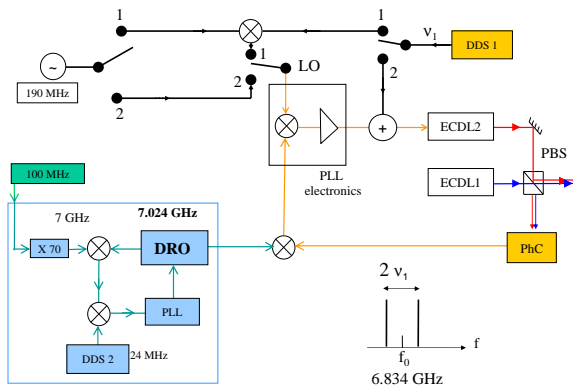 1
1
ν1
DDS 1
~
1
LO
2
2
190 MHz
2
+
ECDL2
PBS
PLL
electronics
ECDL1
100 MHz
7 GHz
7.024 GHz
X 70
DRO
PhC
2 ν1
PLL
DDS 2
24 MHz
f
f0
6.834 GHz